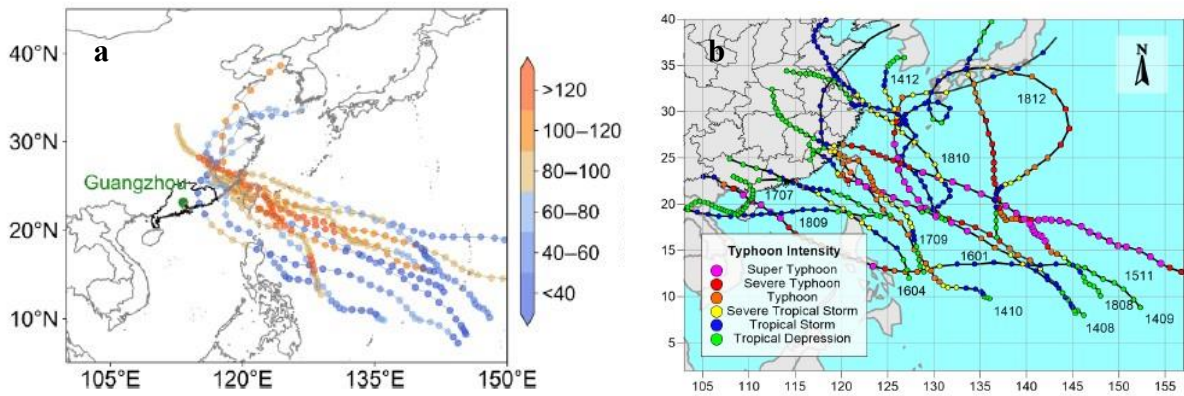 a
40°N
30°N
20°N
10°N
105°E
120°E
135°E
150°E
Guangzhou
>120
100−120
80−100
60−80
40−60
<40
b
N
40
35
30
25
20
15
10
5
105
110
115
120
125
130
135
140
145
150
155
1412
1812
1810
1707
1809
1709
1601
1604
1410
1511
1808
1408
1409
Typhoon Intensity
Super Typhoon
Severe Typhoon
Typhoon
Severe Tropical Storm
Tropical Storm
Tropical Depression